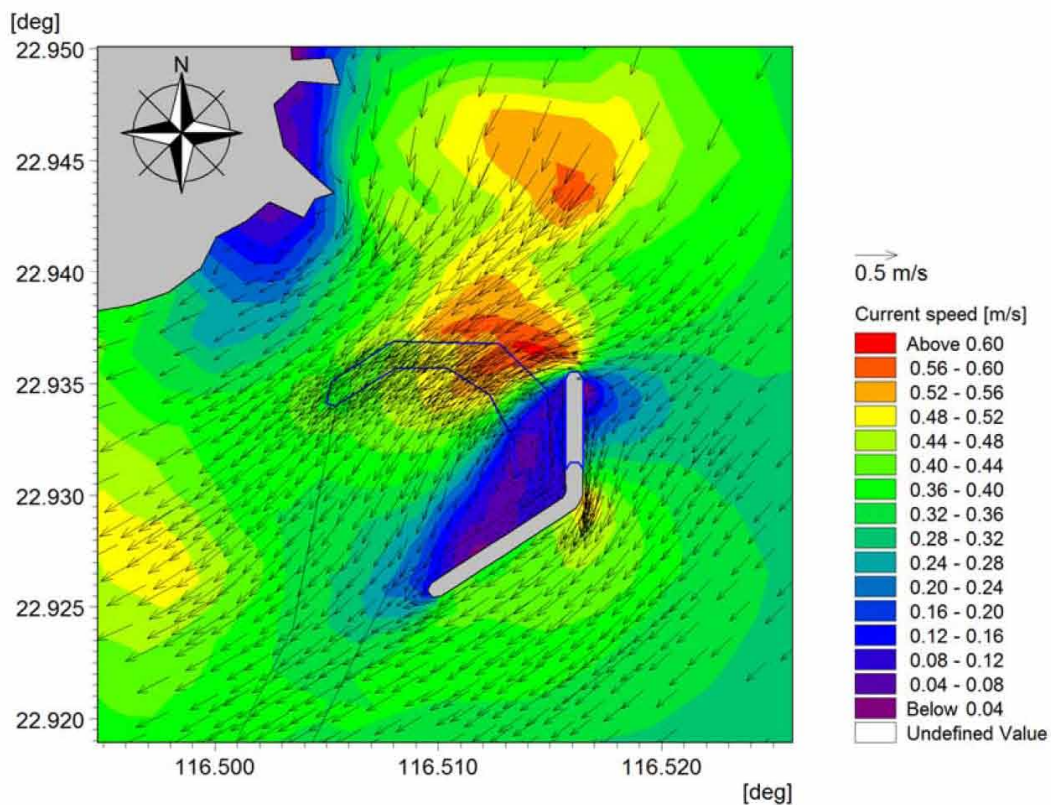 [deg]
22.950
22.945
22.940
22.935
22.930
22.925
22.920
116.500 116.510 116.520
[deg]
N
0.5 m/s
Current speed [m/s]
Above 0.60
0.56 - 0.60
0.52 - 0.56
0.48 - 0.52
0.44 - 0.48
0.40 - 0.44
0.36 - 0.40
0.32 - 0.36
0.28 - 0.32
0.24 - 0.28
0.20 - 0.24
0.16 - 0.20
0.12 - 0.16
0.08 - 0.12
0.04 - 0.08
Below 0.04
Undefined Value